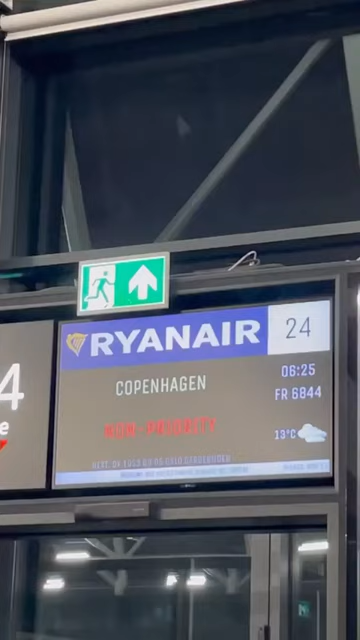 RYANAIR 24
COPENHAGEN 06:25
FR 6844
NON-PRIORITY
13°C
4
e